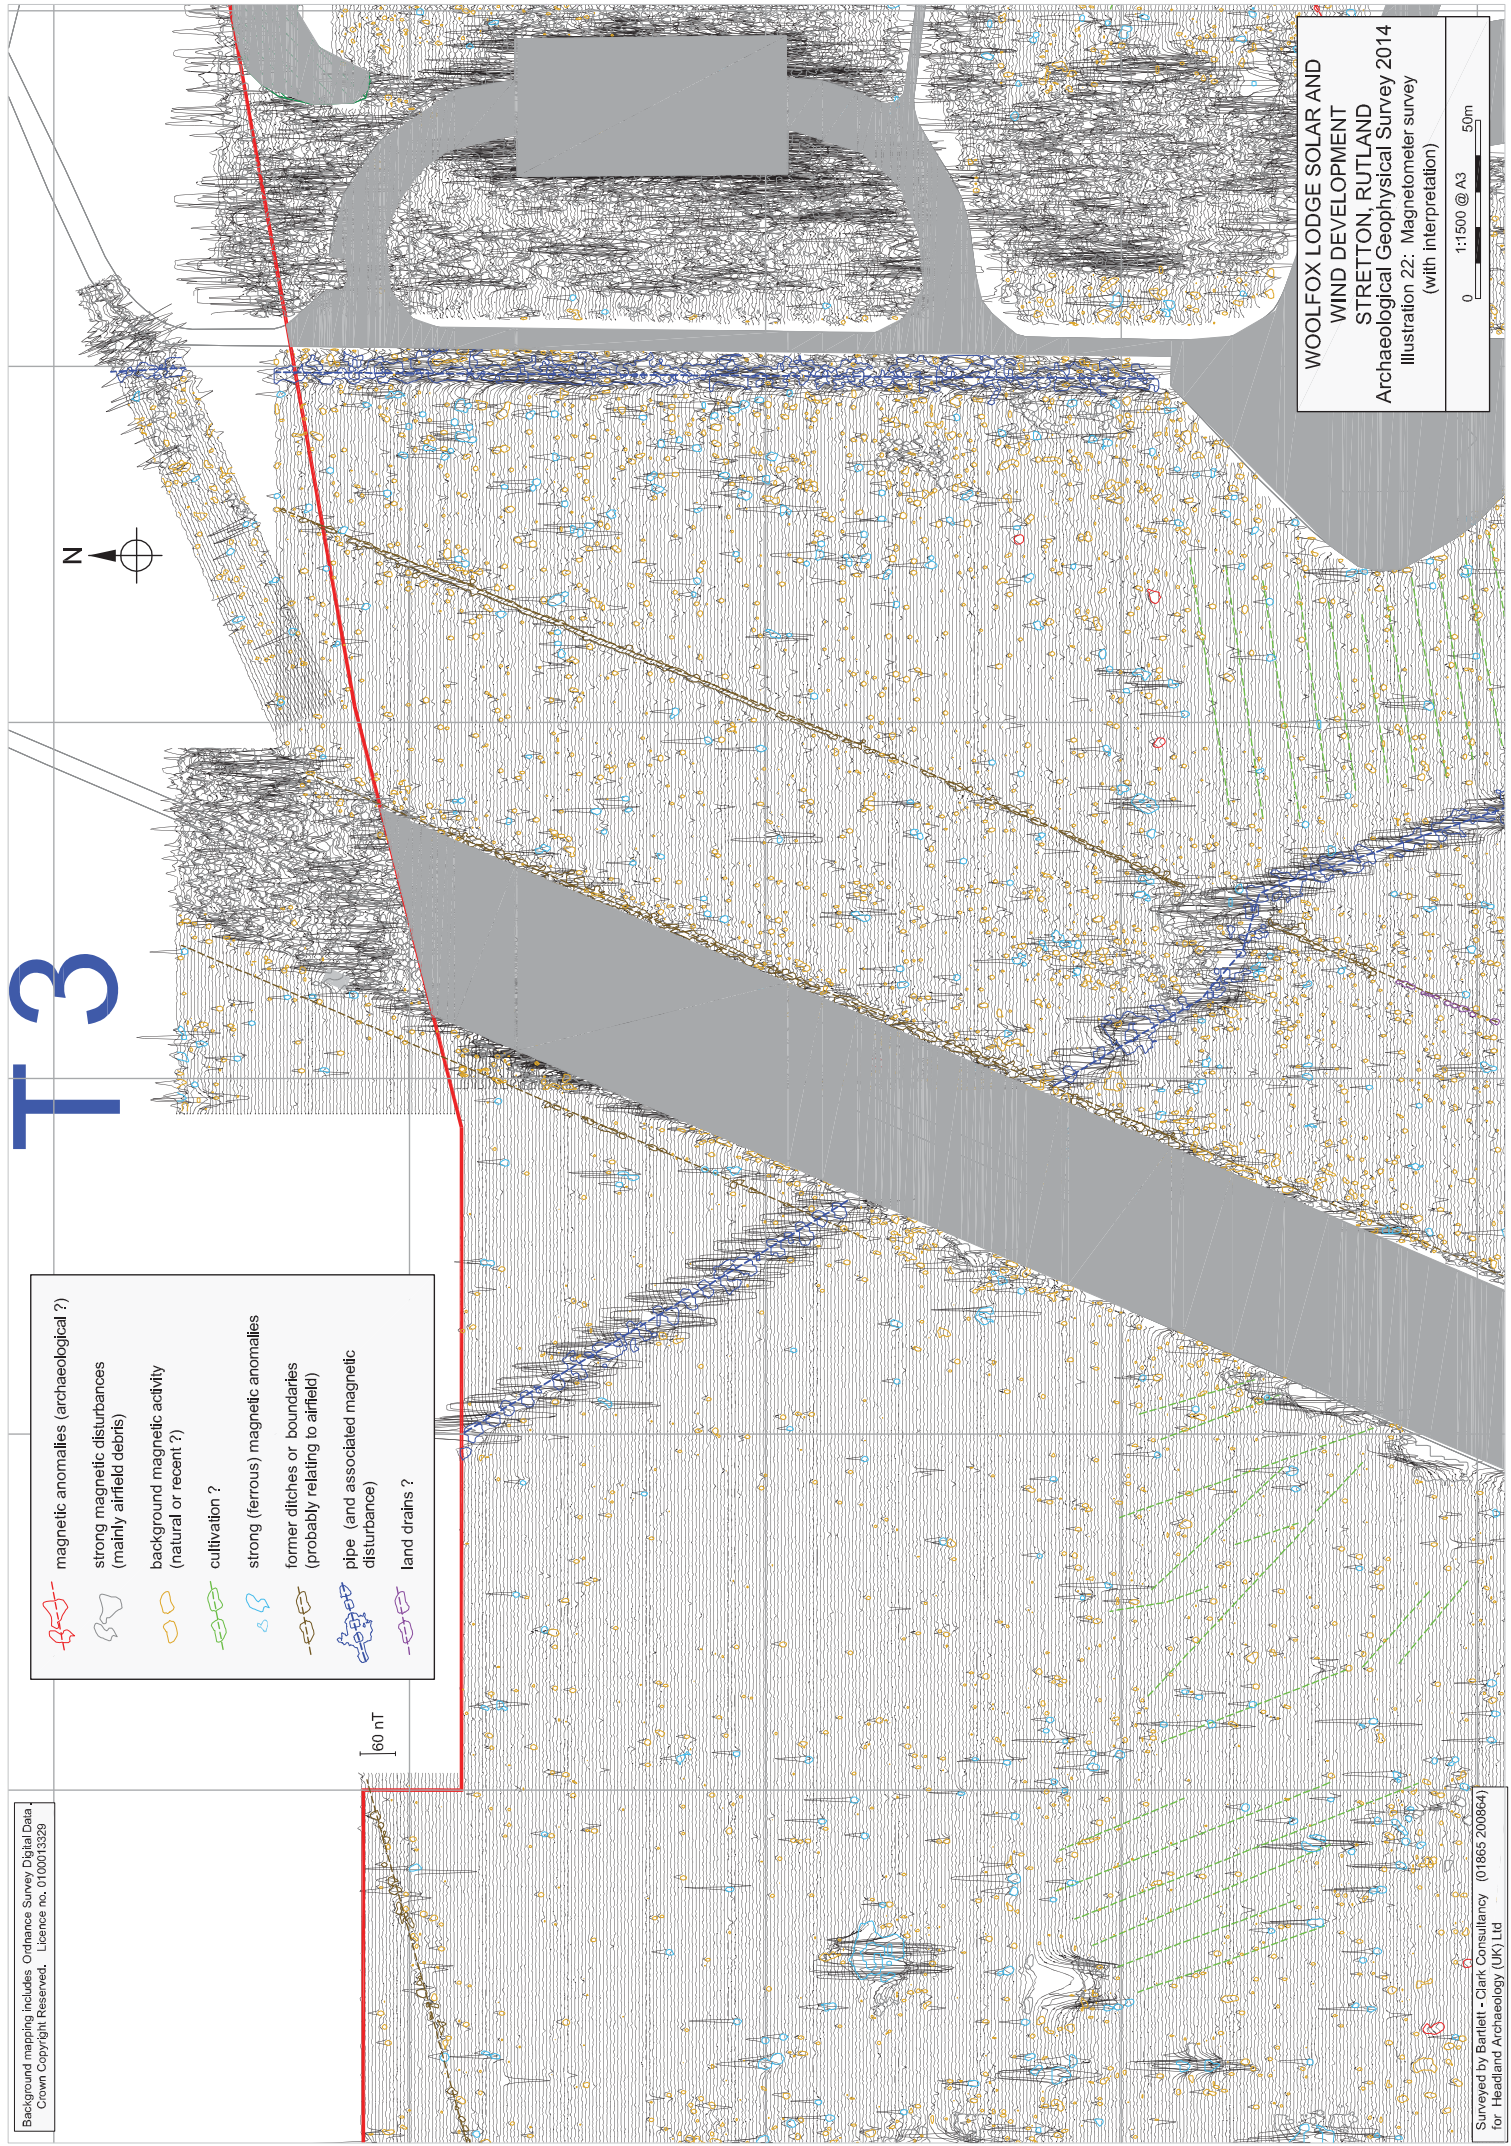 Background mapping includes Ordnance Survey Digital Data.
Crown Copyright Reserved. Licence no. 0100013329
T 3
N
60 nT
magnetic anomalies (archaeological ?)
strong magnetic disturbances
(mainly airfield debris)
background magnetic activity
(natural or recent ?)
cultivation ?
strong (ferrous) magnetic anomalies
former ditches or boundaries
(probably relating to airfield)
pipe (and associated magnetic
disturbance)
land drains ?
WOOLFOX LODGE SOLAR AND
WIND DEVELOPMENT
STRETTON, RUTLAND
Archaeological Geophysical Survey 2014
Illustration 22: Magnetometer survey
(with interpretation)
1:1500 @ A3
0 50m
Surveyed by Bartlett - Clark Consultancy (01865 200864)
for Headland Archaeology (UK) Ltd